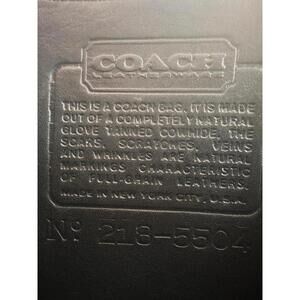 COACH
LEATHERWARE
THIS IS A COACH BAG. IT IS MADE
OUT OF A COMPLETELY NATURAL
GLOVE TANNED COWHIDE, THE
SCARS, SCRATCHES, VEINS
AND WRINKLES ARE NATURAL
MARKINGS CHARACTERISTIC
OF FULL-GRAIN LEATHERS.
MADE IN NEW YORK CITY, U.S.A.
Nº 218-5504